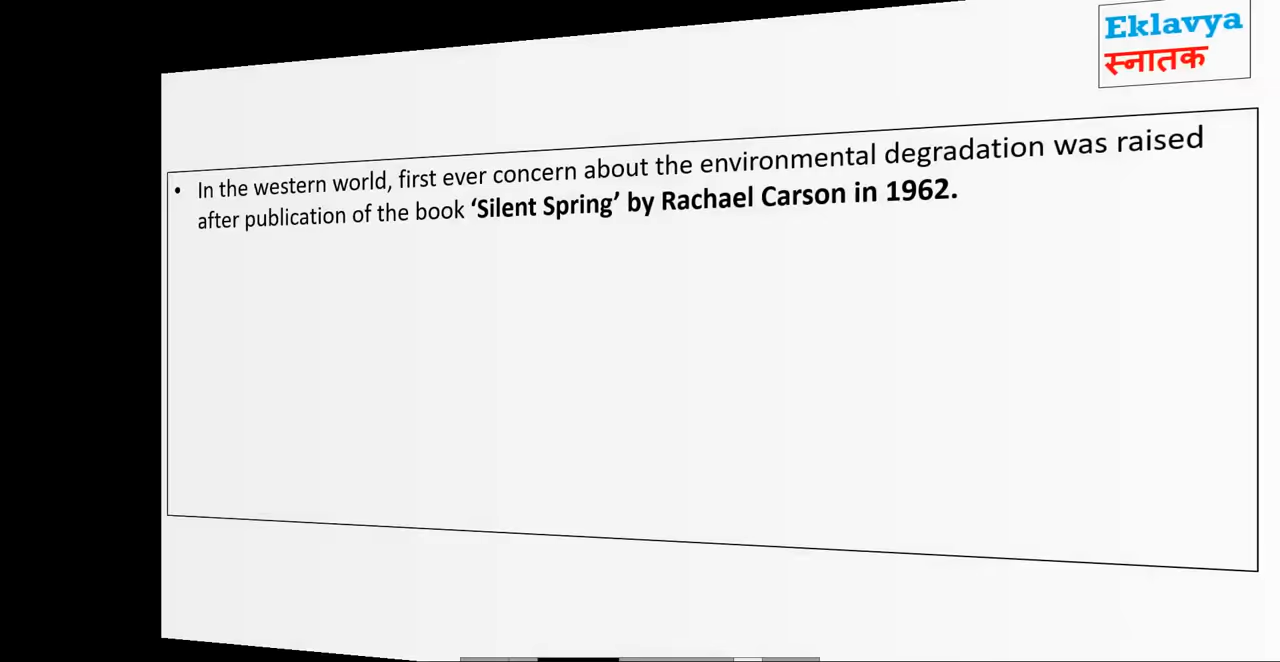 Eklavya
स्नातक
• In the western world, first ever concern about the environmental degradation was raised
after publication of the book ‘Silent Spring’ by Rachael Carson in 1962.